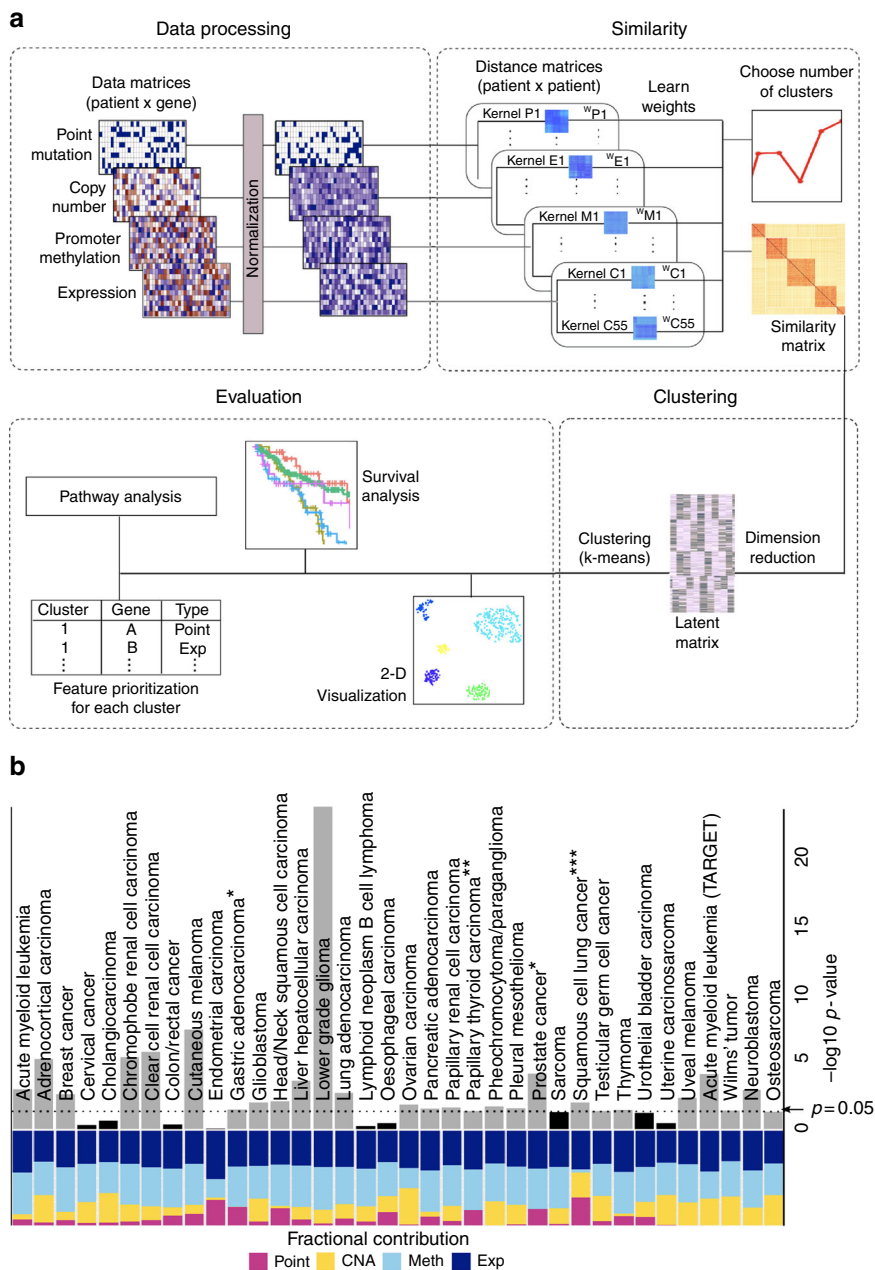 a
Data processing
Similarity
Data matrices
(patient x gene)
Point
mutation
Copy
number
Promoter
methylation
Expression
Normalization
Distance matrices
(patient x patient)
Learn
weights
Choose number
of clusters
Kernel P1
wP1
Kernel E1
wE1
Kernel M1
wM1
Kernel C1
wC1
Kernel C55
wC55
Similarity
matrix
Evaluation
Clustering
Pathway analysis
Survival
analysis
Clustering
(k-means)
Dimension
reduction
Latent
matrix
Cluster Gene Type
1 A Point
1 B Exp
Feature prioritization
for each cluster
2-D
Visualization
b
Acute myeloid leukemia
Adrenocortical carcinoma
Breast cancer
Cervical cancer
Cholangiocarcinoma
Chromophobe renal cell carcinoma
Clear cell renal cell carcinoma
Colon/rectal cancer
Cutaneous melanoma
Endometrial carcinoma
Gastric adenocarcinoma*
Glioblastoma
Head/Neck squamous cell carcinoma
Liver hepatocellular carcinoma
Lower grade glioma
Lung adenocarcinoma
Lymphoid neoplasm B cell lymphoma
Oesophageal carcinoma
Ovarian carcinoma
Pancreatic adenocarcinoma
Papillary renal cell carcinoma
Papillary thyroid carcinoma**
Pheochromocytoma/paraganglioma
Pleural mesothelioma
Prostate cancer*
Sarcoma
Squamous cell lung cancer***
Testicular germ cell cancer
Thymoma
Urothelial bladder carcinoma
Uterine carcinosarcoma
Uveal melanoma
Acute myeloid leukemia (TARGET)
Wilms' tumor
Neuroblastoma
Osteosarcoma
20
15
10
5
0
–log10 p-value
p=0.05
Fractional contribution
Point CNA Meth Exp